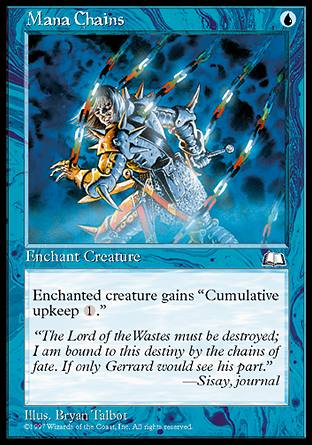 Mana Chains
Enchant Creature
Enchanted creature gains “Cumulative
upkeep 1.”
“The Lord of the Wastes must be destroyed;
I am bound to this destiny by the chains of
fate. If only Gerrard would see his part.”
—Sisay, journal
Illus. Bryan Talbot
©1997 Wizards of the Coast, Inc. All rights reserved.